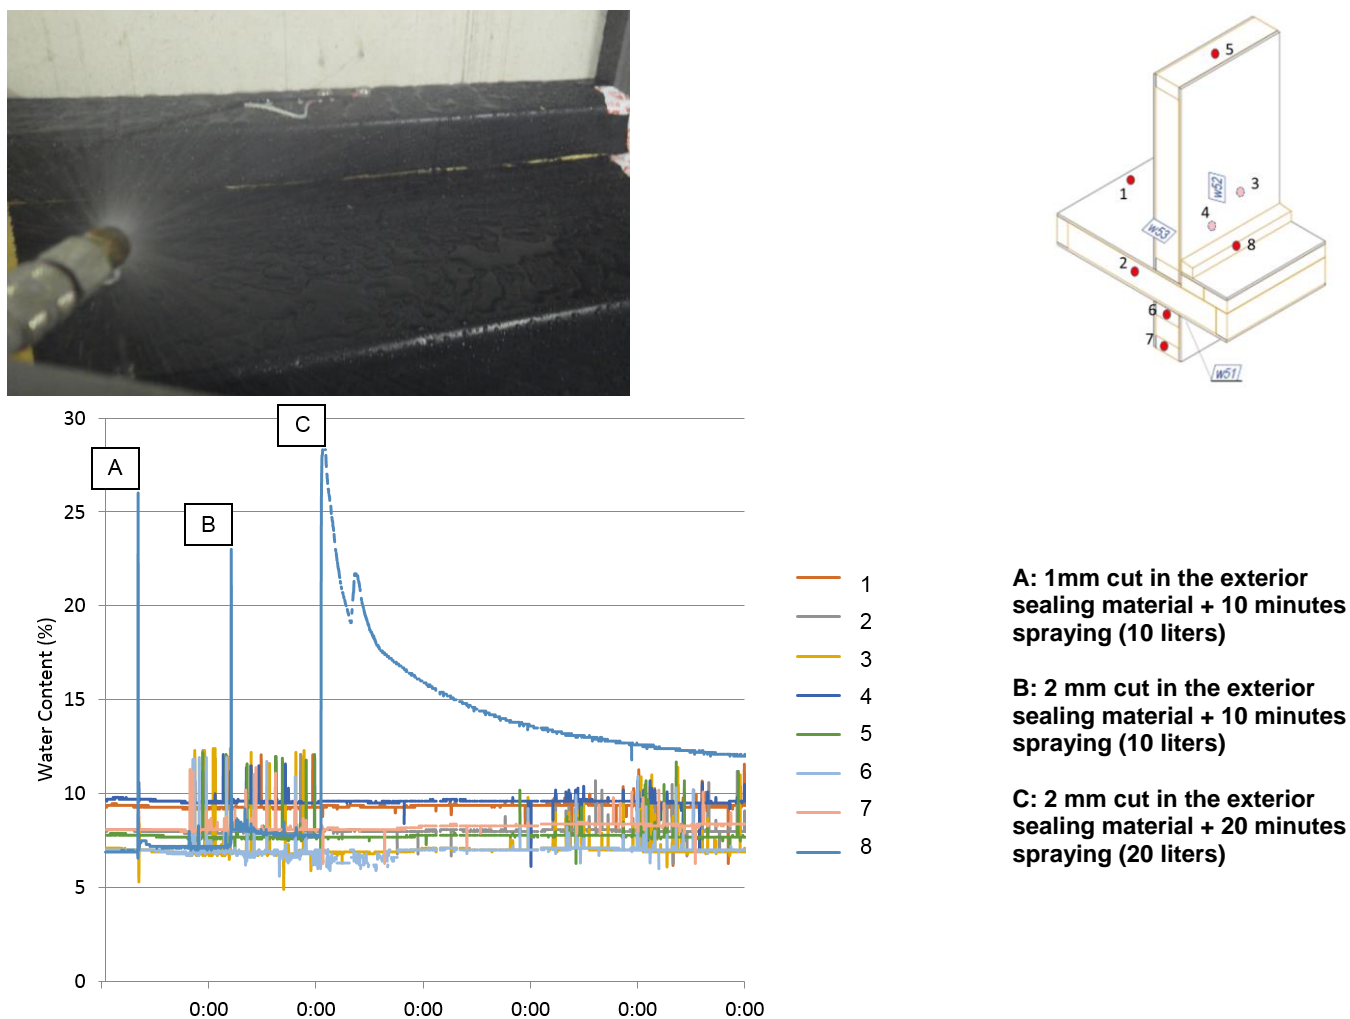 5
1
3
w52
4
w53
8
2
6
7
w51
30
C
A
25
B
20
Water Content (%)
15
10
5
0
0:00 0:00 0:00 0:00 0:00 0:00
1
2
3
4
5
6
7
8
A: 1mm cut in the exterior
sealing material + 10 minutes
spraying (10 liters)
B: 2 mm cut in the exterior
sealing material + 10 minutes
spraying (10 liters)
C: 2 mm cut in the exterior
sealing material + 20 minutes
spraying (20 liters)